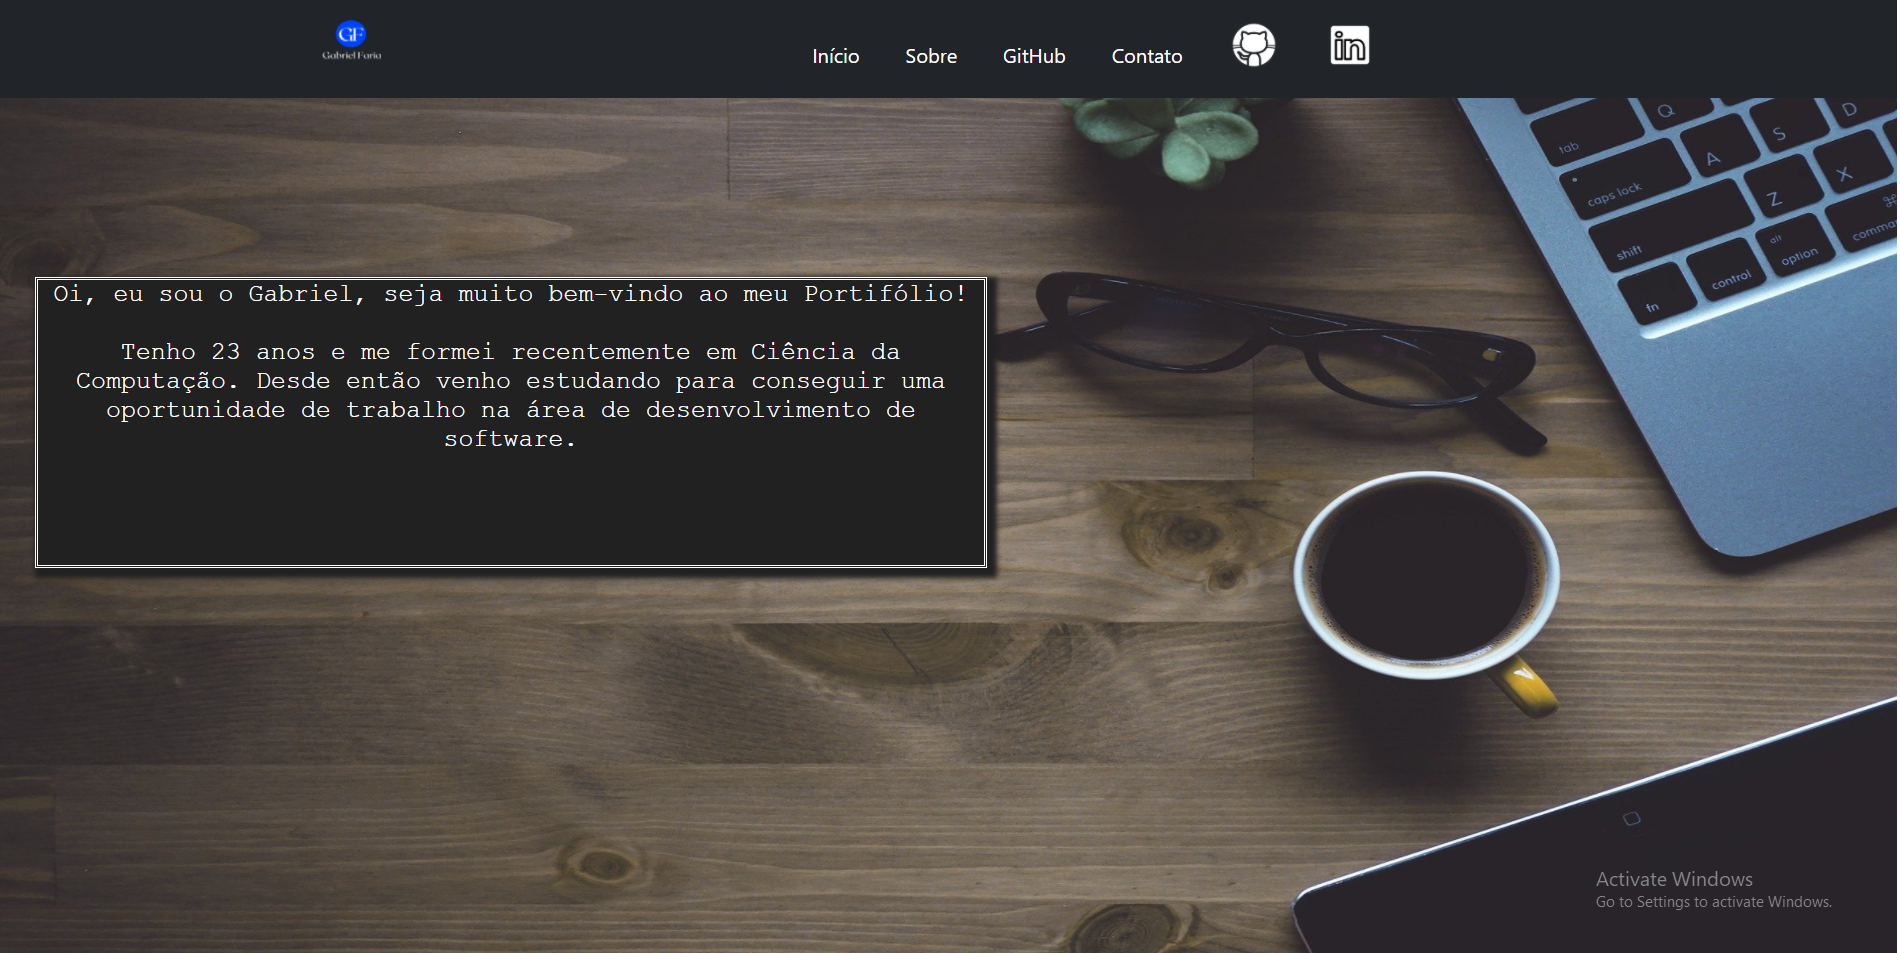 GF
Gabriel Faria
Início Sobre GitHub Contato in
Oi, eu sou o Gabriel, seja muito bem-vindo ao meu Portifólio!
Tenho 23 anos e me formei recentemente em Ciência da
Computação. Desde então venho estudando para conseguir uma
oportunidade de trabalho na área de desenvolvimento de
software.
Q D
tab A S
caps lock Z X
shift alt ⌘
fn control option
Activate Windows
Go to Settings to activate Windows.